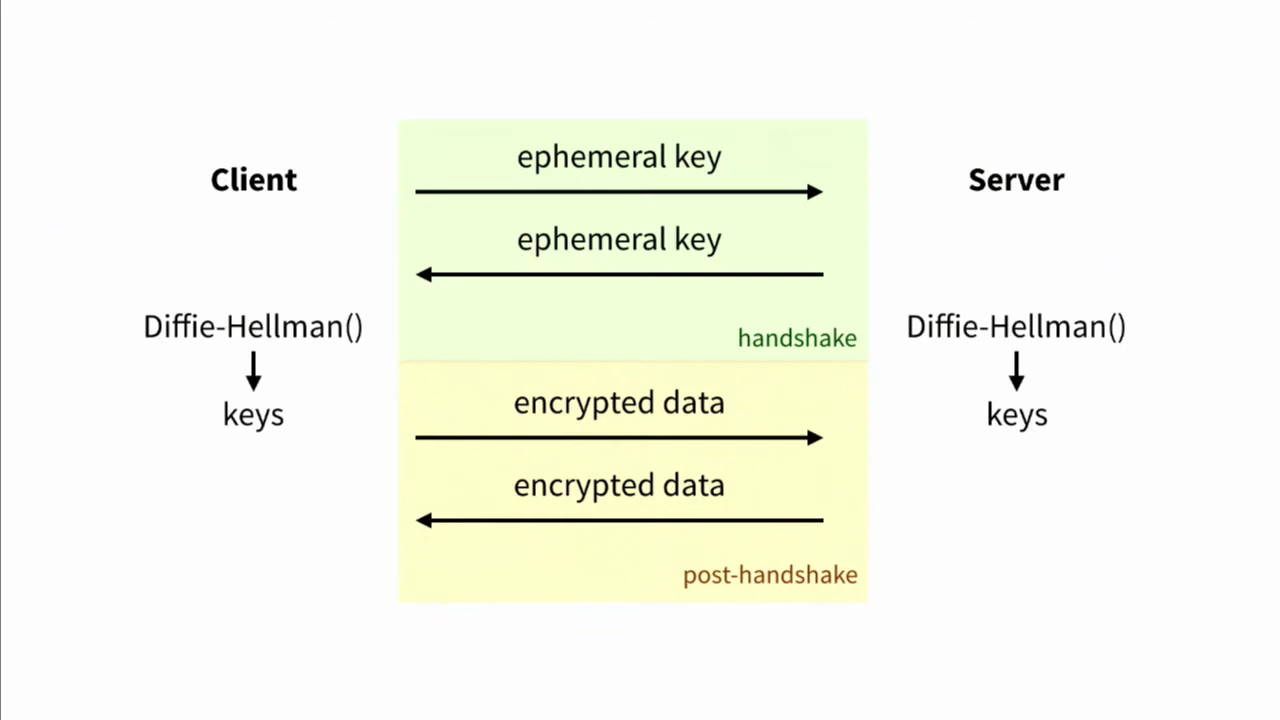 Client
ephemeral key
Server
ephemeral key
Diffie-Hellman()
handshake
Diffie-Hellman()
keys
encrypted data
keys
encrypted data
post-handshake